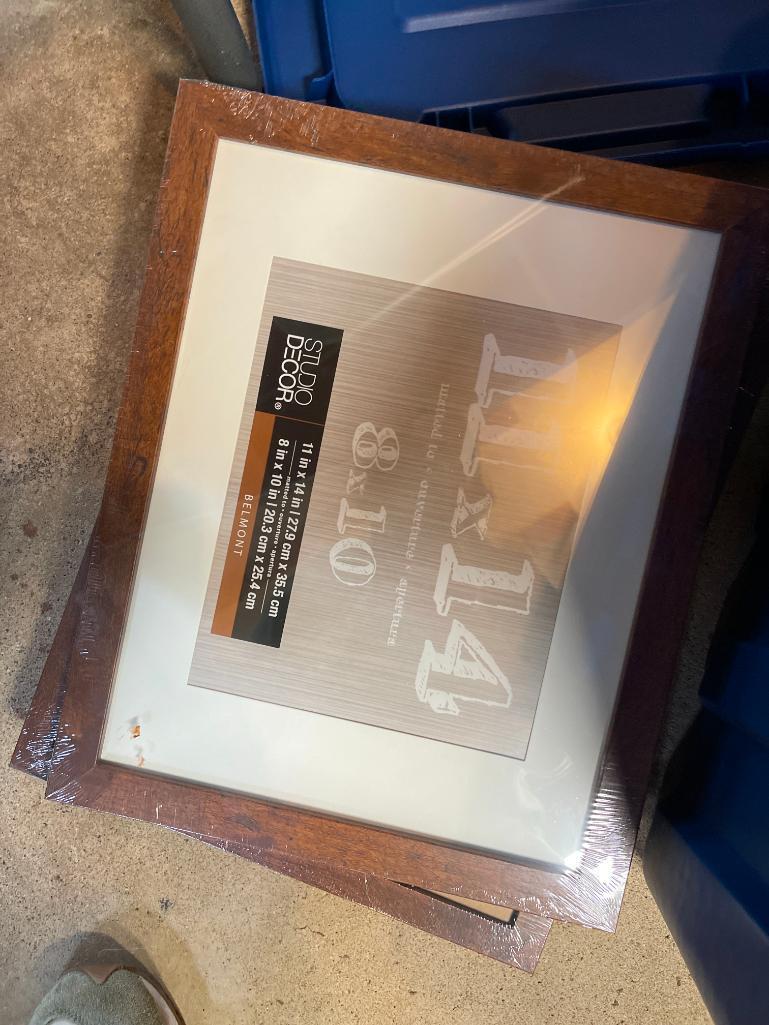 11x14
matted to • ouverture • apertura
8x10
STUDIO
DECOR®
11 in x 14 in | 27.9 cm x 35.5 cm
matted to • ouverture • apertura
8 in x 10 in | 20.3 cm x 25.4 cm
BELMONT